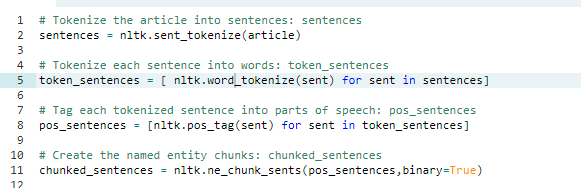 1 # Tokenize the article into sentences: sentences
2 sentences = nltk.sent_tokenize(article)
3
4 # Tokenize each sentence into words: token_sentences
5 token_sentences = [ nltk.word_tokenize(sent) for sent in sentences]
6
7 # Tag each tokenized sentence into parts of speech: pos_sentences
8 pos_sentences = [nltk.pos_tag(sent) for sent in token_sentences]
9
10 # Create the named entity chunks: chunked_sentences
11 chunked_sentences = nltk.ne_chunk_sents(pos_sentences,binary=True)
12